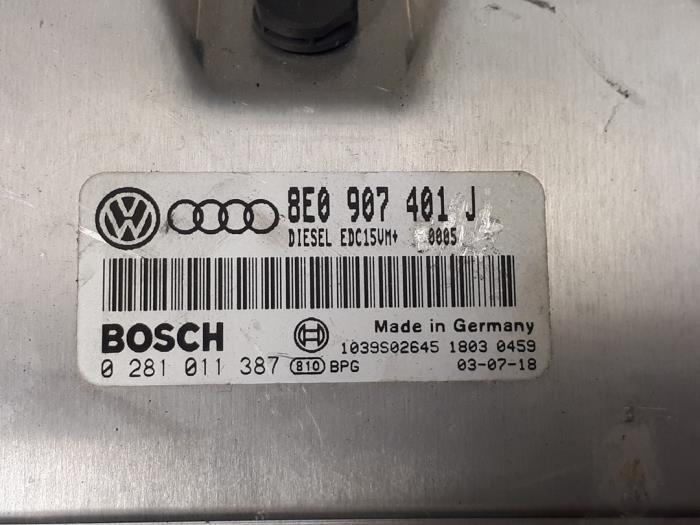 8E0 907 401 J
DIESEL EDC15VM+ 0005
BOSCH
Made in Germany
1039S02645 1803 0459
0 281 011 387 810 BPG 03-07-18